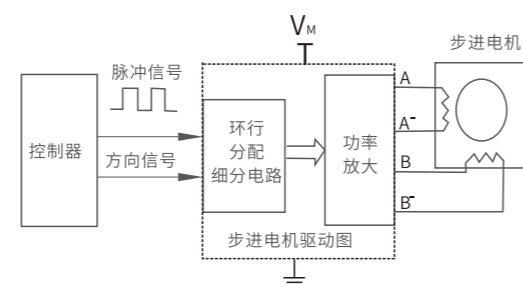 VM
步进电机
脉冲信号
A
控制器
环行
分配
细分电路
功率
放大
A-
方向信号
B
B-
步进电机驱动图